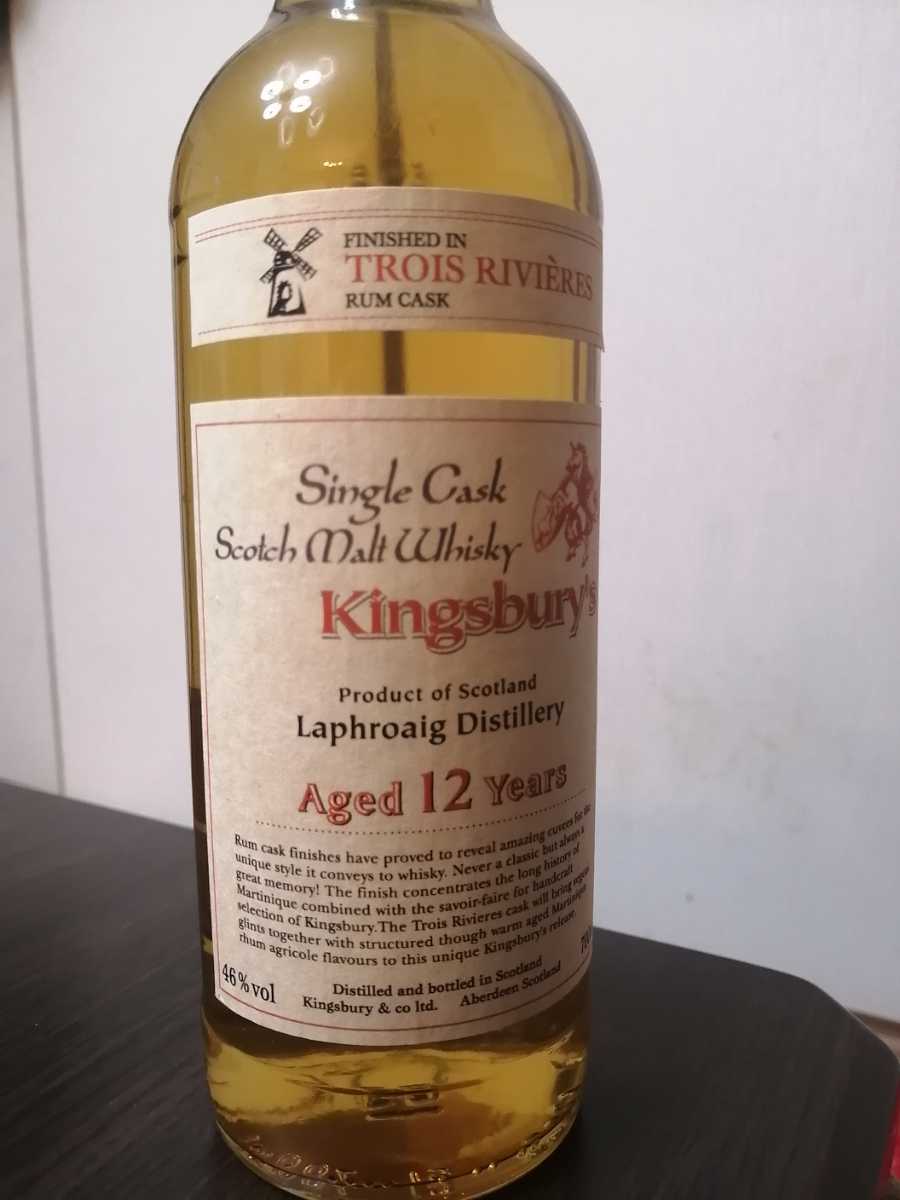 FINISHED IN
TROIS RIVIÈRES
RUM CASK
Single Cask
Scotch Malt Whisky
Kingsbury's
Product of Scotland
Laphroaig Distillery
Aged 12 Years
Rum cask finishes have proved to reveal amazing cuvees for the
unique style it conveys to whisky. Never a classic but always a
great memory! The finish concentrates the long history of
Martinique combined with the savoir-faire for handcraft
selection of Kingsbury.The Trois Rivieres cask will bring
glints together with structured though warm aged Martinique
rhum agricole flavours to this unique Kingsbury's release.
46%vol
Distilled and bottled in Scotland
Kingsbury & co ltd. Aberdeen Scotland